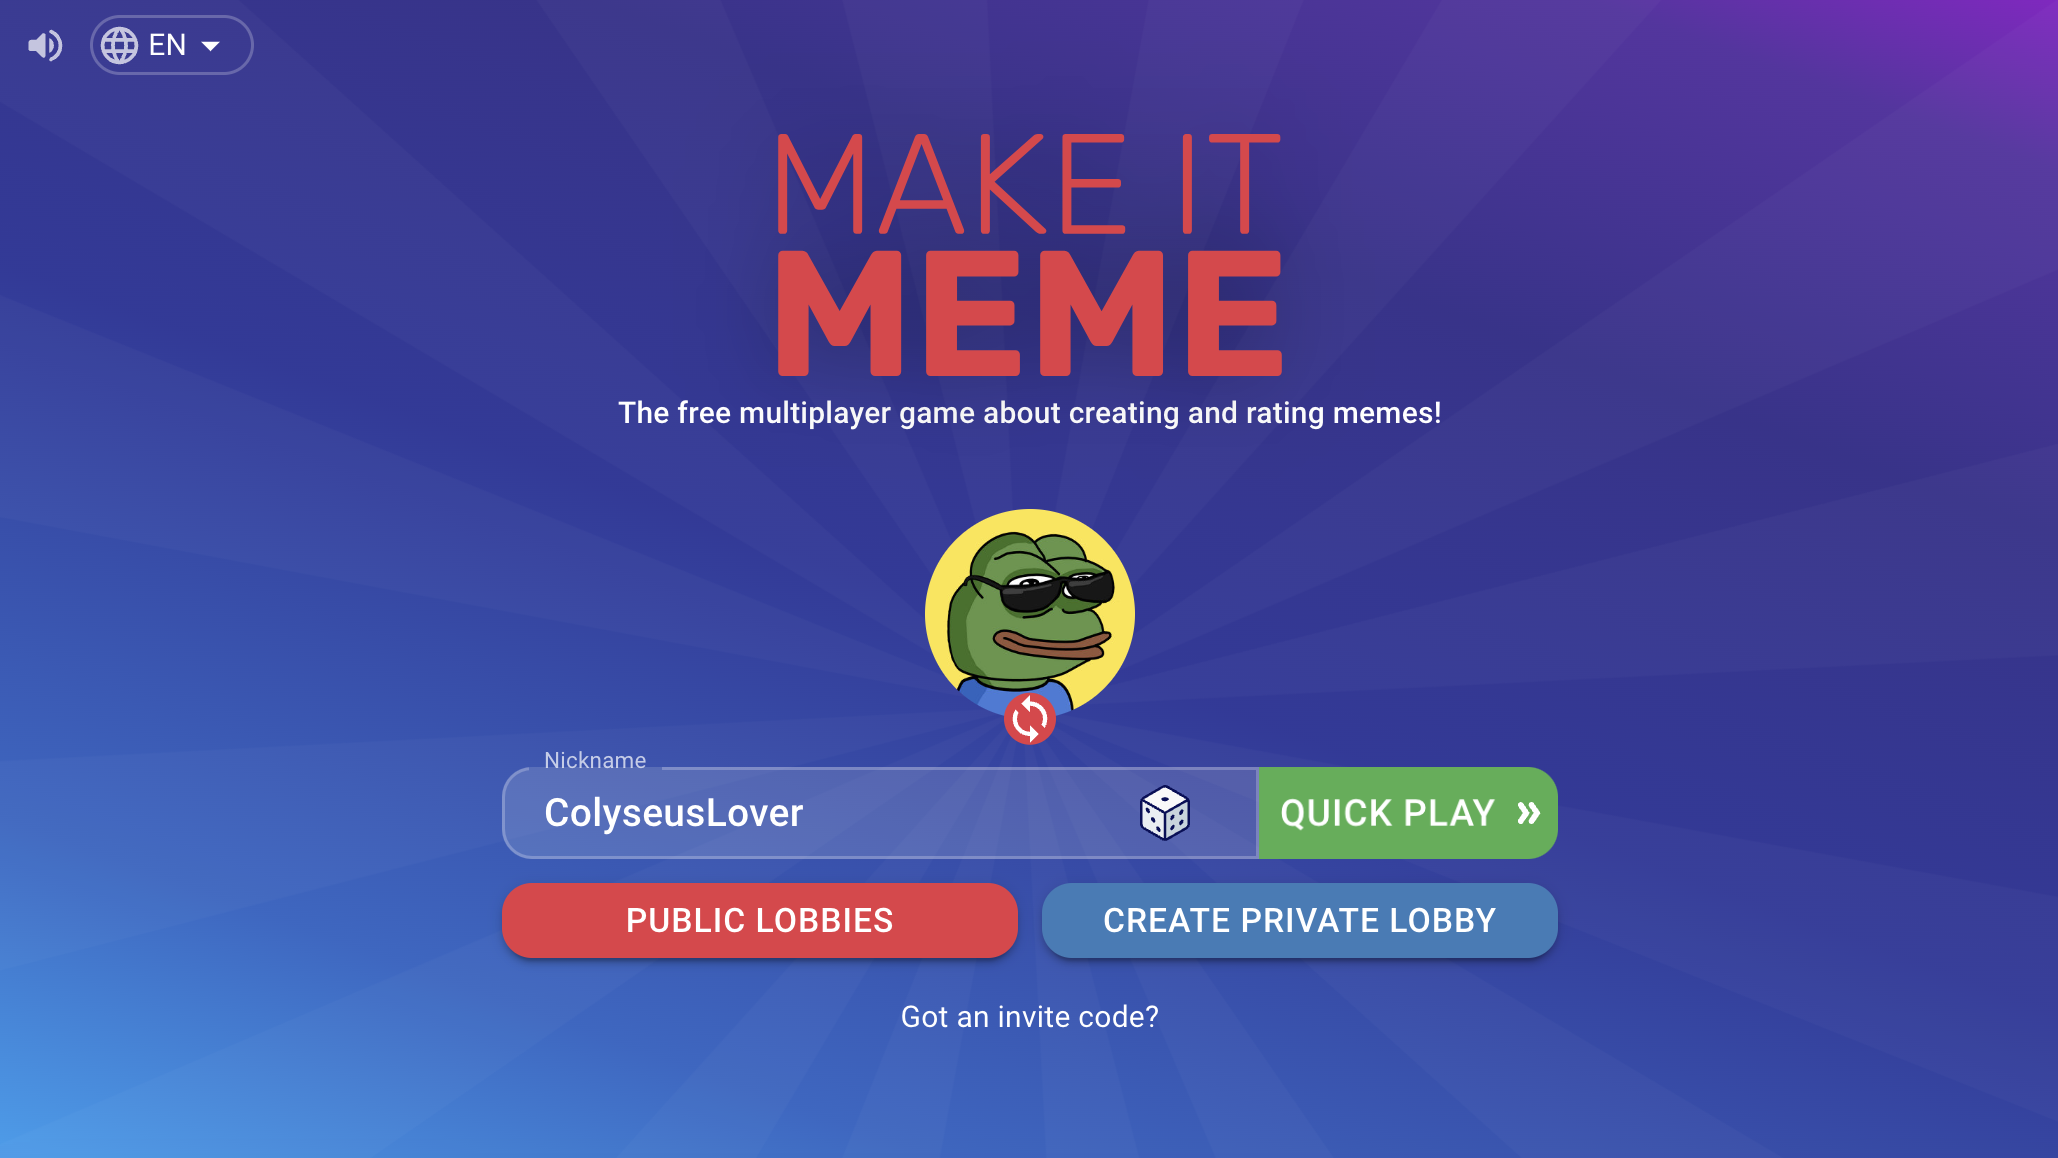 EN
MAKE IT
MEME
The free multiplayer game about creating and rating memes!
Nickname
ColyseusLover
QUICK PLAY »
PUBLIC LOBBIES
CREATE PRIVATE LOBBY
Got an invite code?